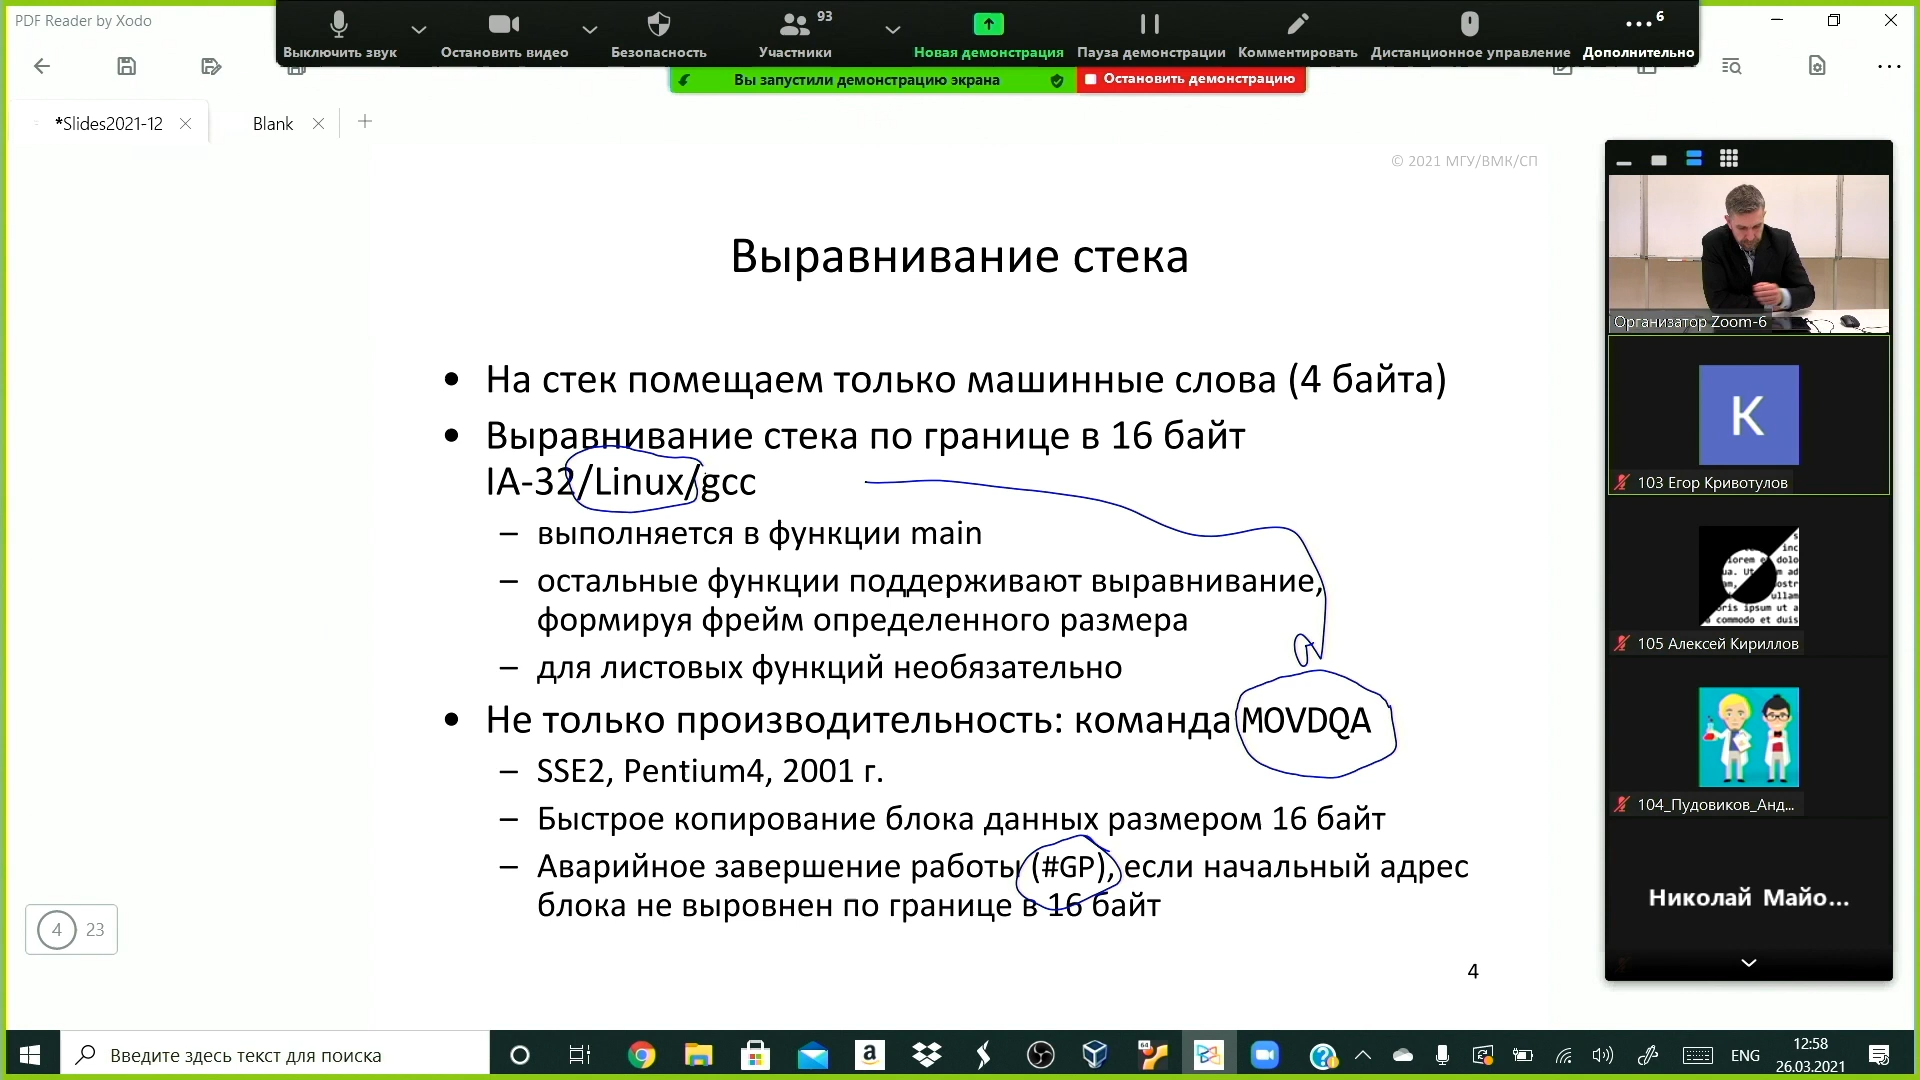 PDF Reader by Xodo
93
6
Выключить звук
Остановить видео
Безопасность
Участники
Новая демонстрация
Пауза демонстрации
Комментировать
Дистанционное управление
Дополнительно
Вы запустили демонстрацию экрана
Остановить демонстрацию
*Slides2021-12
Blank
© 2021 МГУ/ВМК/СП
Выравнивание стека
• На стек помещаем только машинные слова (4 байта)
• Выравнивание стека по границе в 16 байт
IA-32/Linux/gcc
– выполняется в функции main
– остальные функции поддерживают выравнивание,
формируя фрейм определенного размера
– для листовых функций необязательно
• Не только производительность: команда MOVDQA
– SSE2, Pentium4, 2001 г.
– Быстрое копирование блока данных размером 16 байт
– Аварийное завершение работы (#GP), если начальный адрес
блока не выровнен по границе в 16 байт
4
4 23
Организатор Zoom-6
K
103 Егор Кривотулов
105 Алексей Кириллов
104_Пудовиков_Анд...
Николай Майо...
Введите здесь текст для поиска
a
64
ENG
12:58
26.03.2021